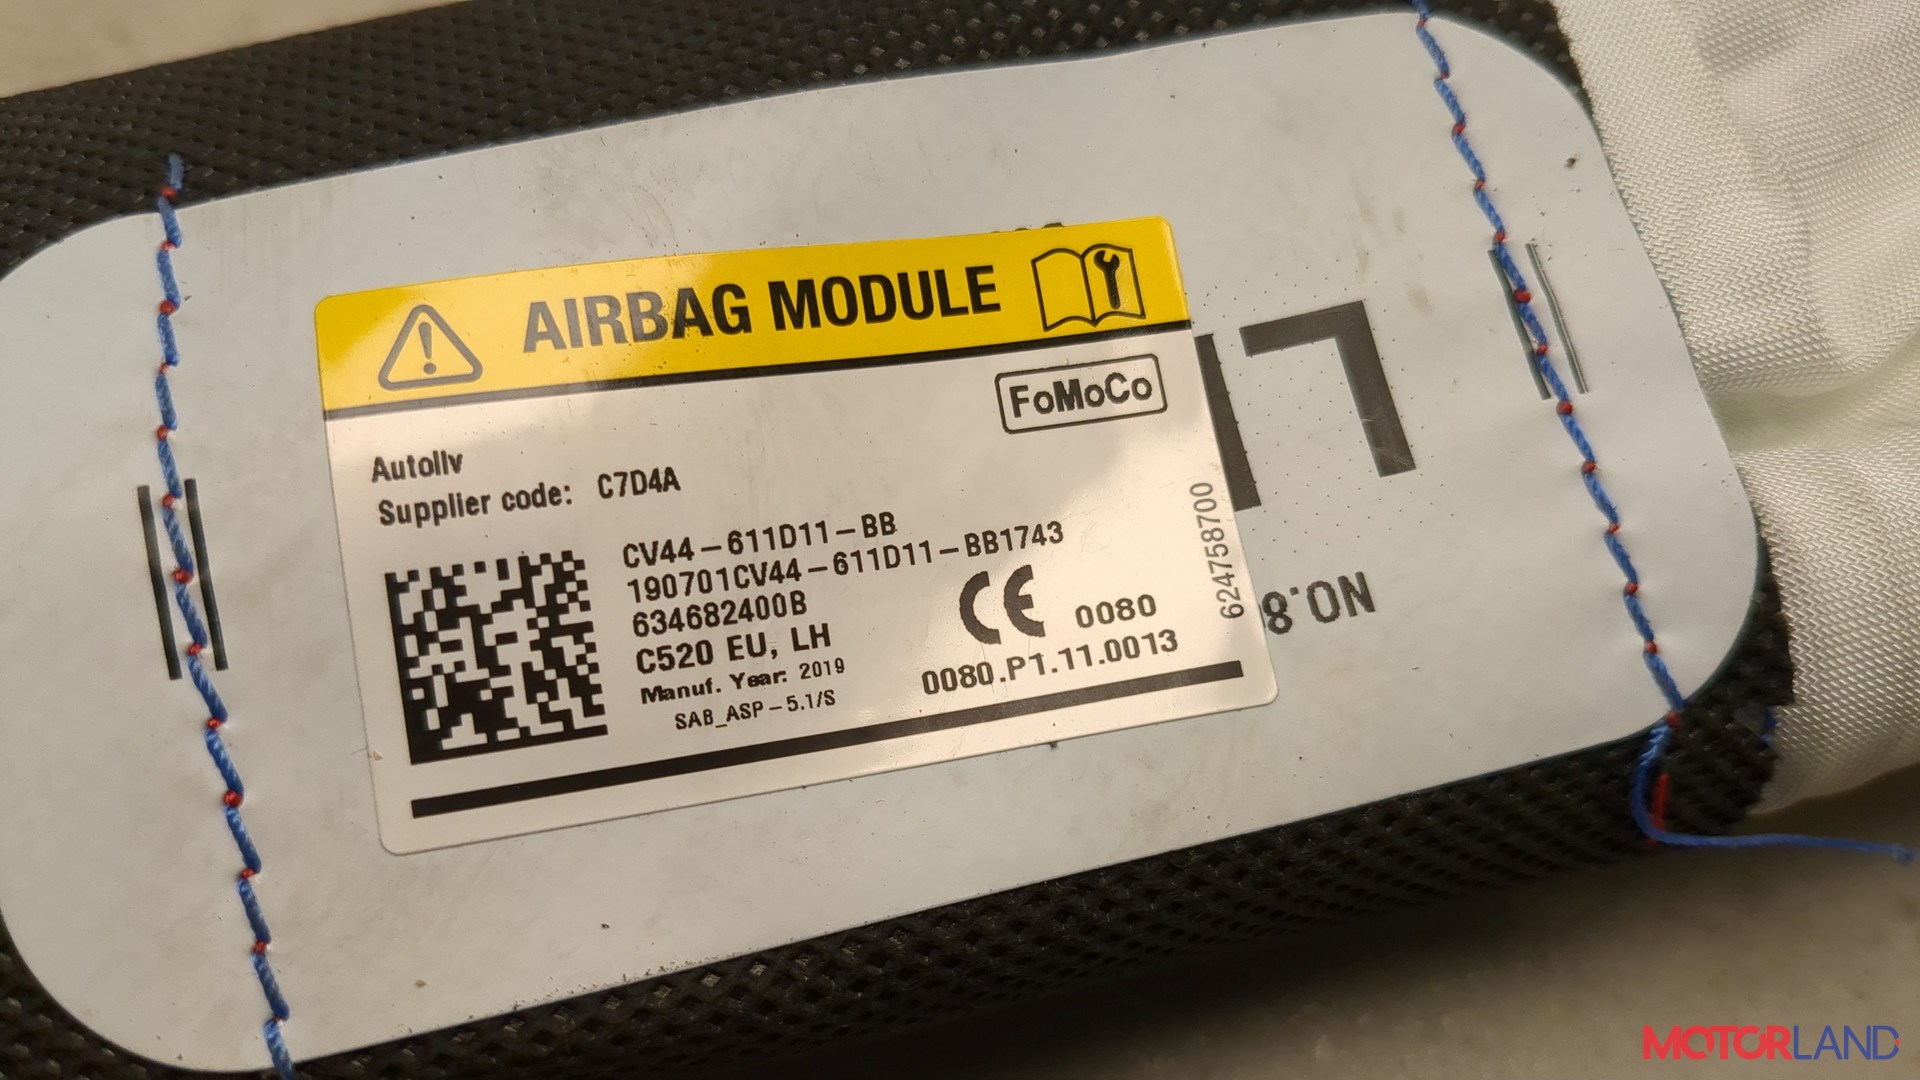 AIRBAG MODULE
FoMoCo
Autoliv
Supplier code: C7D4A
CV44-611D11-BB
190701CV44-611D11-BB1743
634682400B
C520 EU, LH
Manuf. Year: 2019
SAB_ASP-5.1/S
CE 0080
0080.P1.11.0013
624758700
NO.8
MOTORLAND